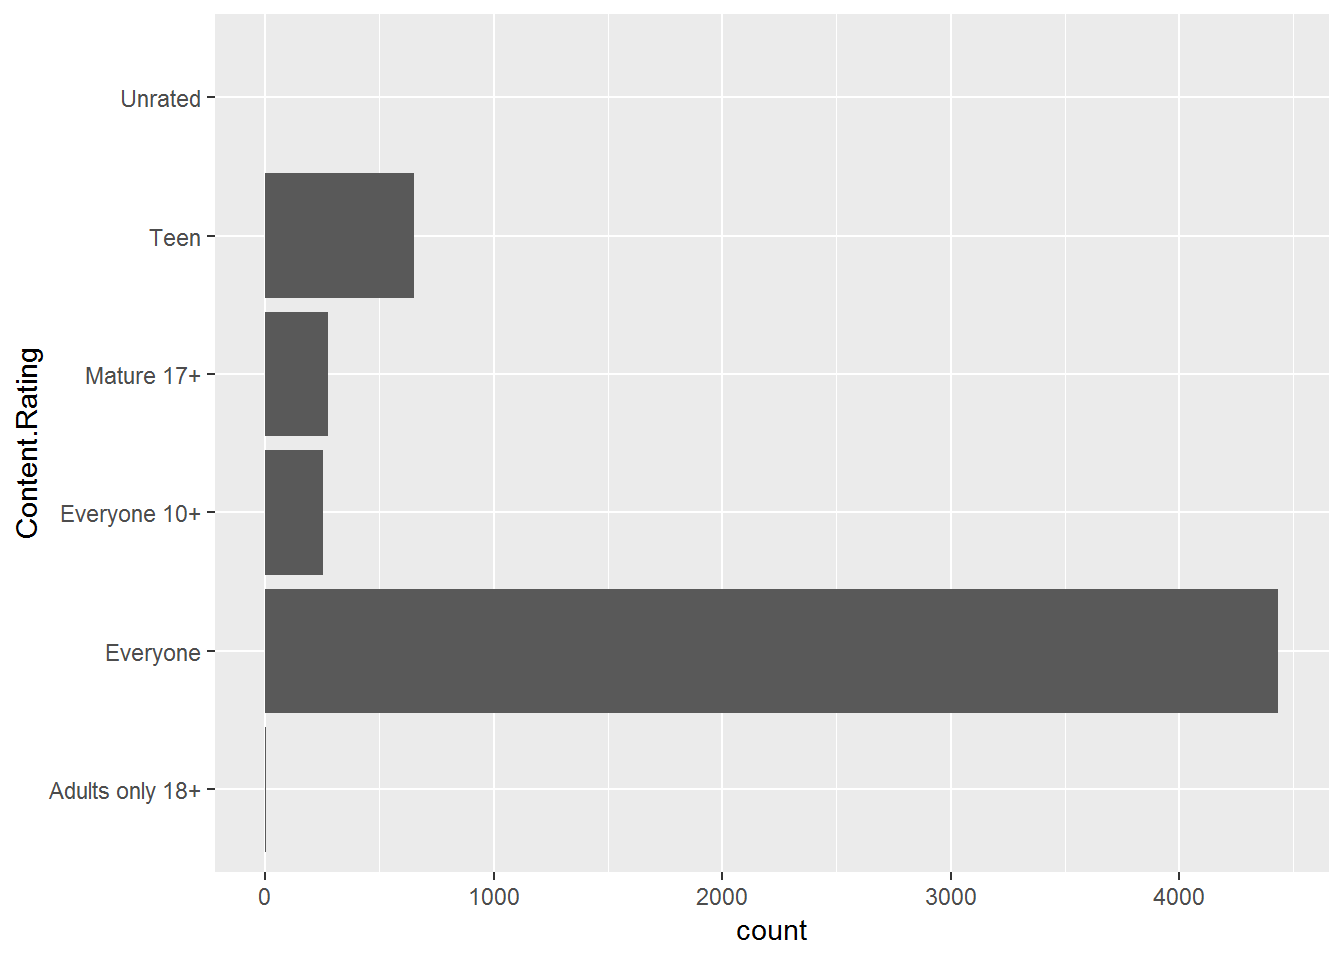 Unrated
Teen
Mature 17+
Everyone 10+
Everyone
Adults only 18+
Content.Rating
0 1000 2000 3000 4000
count